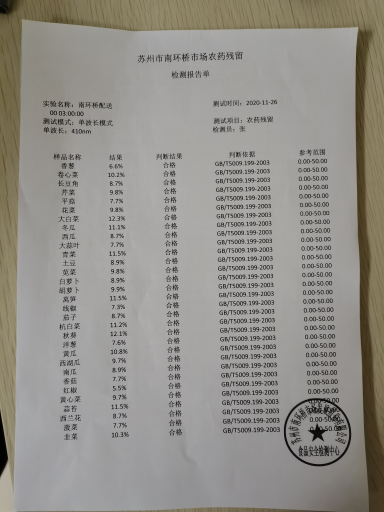 苏州市南环桥市场农药残留
检测报告单
实验名称：南环桥配送 测试时间：2020-11-26
00 03:00:00
测试模式：单波长模式 测试项目：农药残留
单波长：410nm 检测员：张
样品名称 结果 判断结果 判断依据 参考范围
香葱 6.6% 合格 GB/T5009.199-2003 0.00-50.00
卷心菜 10.2% 合格 GB/T5009.199-2003 0.00-50.00
长豆角 8.7% 合格 GB/T5009.199-2003 0.00-50.00
芹菜 9.8% 合格 GB/T5009.199-2003 0.00-50.00
平菇 7.7% 合格 GB/T5009.199-2003 0.00-50.00
花菜 9.8% 合格 GB/T5009.199-2003 0.00-50.00
大白菜 12.3% 合格 GB/T5009.199-2003 0.00-50.00
冬瓜 11.1% 合格 GB/T5009.199-2003 0.00-50.00
西瓜 8.7% 合格 GB/T5009.199-2003 0.00-50.00
大蒜叶 7.7% 合格 GB/T5009.199-2003 0.00-50.00
青菜 11.5% 合格 GB/T5009.199-2003 0.00-50.00
土豆 8.9% 合格 GB/T5009.199-2003 0.00-50.00
苋菜 9.8% 合格 GB/T5009.199-2003 0.00-50.00
白萝卜 8.9% 合格 GB/T5009.199-2003 0.00-50.00
胡萝卜 9.9% 合格 GB/T5009.199-2003 0.00-50.00
莴笋 11.5% 合格 GB/T5009.199-2003 0.00-50.00
线椒 7.3% 合格 GB/T5009.199-2003 0.00-50.00
茄子 8.7% 合格 GB/T5009.199-2003 0.00-50.00
杭白菜 11.2% 合格 GB/T5009.199-2003 0.00-50.00
秋葵 12.1% 合格 GB/T5009.199-2003 0.00-50.00
洋葱 7.6% 合格 GB/T5009.199-2003 0.00-50.00
黄瓜 10.8% 合格 GB/T5009.199-2003 0.00-50.00
西湖瓜 9.7% 合格 GB/T5009.199-2003 0.00-50.00
南瓜 8.9% 合格 GB/T5009.199-2003 0.00-50.00
香菇 7.7% 合格 GB/T5009.199-2003 0.00-50.00
红椒 5.5% 合格 GB/T5009.199-2003 0.00-50.00
黄心菜 9.7% 合格 GB/T5009.199-2003 0.00-50.00
蒜苔 11.5% 合格 GB/T5009.199-2003 0.00-50.00
西兰花 8.7% 合格 GB/T5009.199-2003 0.00-50.00
菠菜 7.7% 合格 GB/T5009.199-2003 0.00-50.00
韭菜 10.3% 合格 GB/T5009.199-2003 0.00-50.00
食品安全检测中心